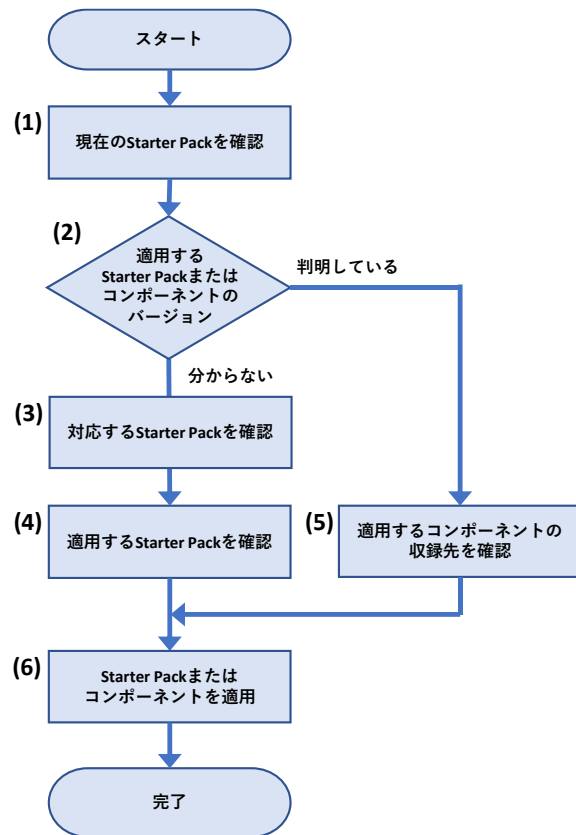 スタート
(1)
現在のStarter Packを確認
(2)
適用する
Starter Packまたは
コンポーネントの
バージョン
判明している
分からない
(3)
対応するStarter Packを確認
(4)
適用するStarter Packを確認
(5)
適用するコンポーネントの
収録先を確認
(6)
Starter Packまたは
コンポーネントを適用
完了